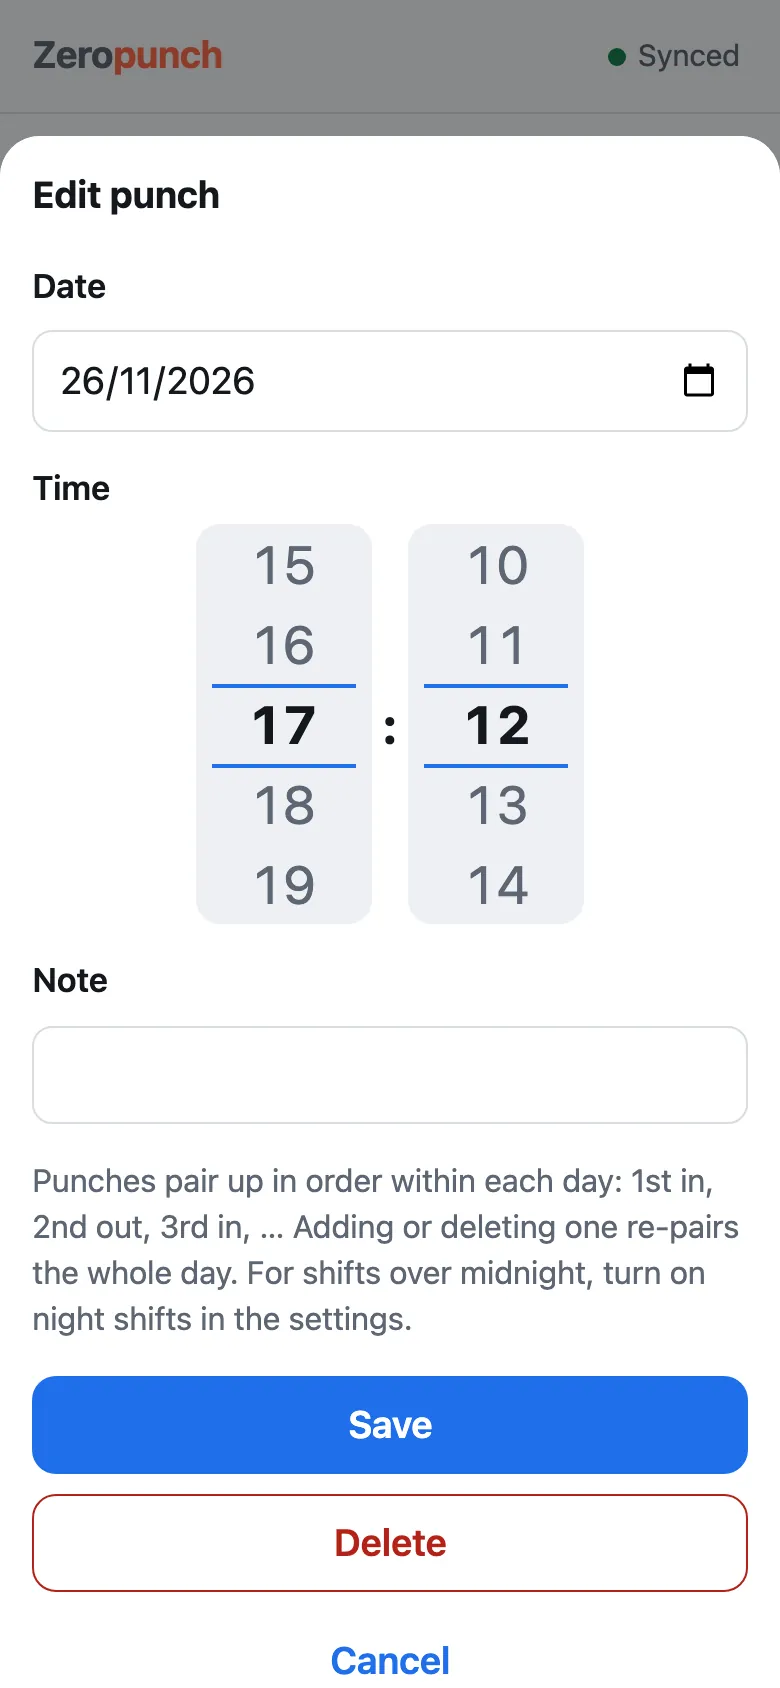 Zeropunch
Synced
Edit punch
Date
26/11/2026
Time
15 10
16 11
17 : 12
18 13
19 14
Note
Punches pair up in order within each day: 1st in,
2nd out, 3rd in, ... Adding or deleting one re-pairs
the whole day. For shifts over midnight, turn on
night shifts in the settings.
Save
Delete
Cancel